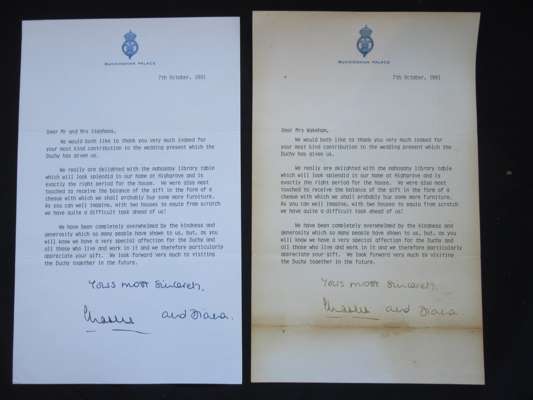 BUCKINGHAM PALACE
7th October, 1981
Dear Mr and Mrs Stephens,
We would both like to thank you very much indeed for
your most kind contribution to the wedding present which the
Duchy has given us.
We really are delighted with the mahogany library table
which will look splendid in our home at Highgrove and is
exactly the right period for the house. We were also most
touched to receive the balance of the gift in the form of a
cheque with which we shall probably buy some more furniture.
As you can well imagine, with two houses to equip from scratch
we have quite a difficult task ahead of us!
We have been completely overwhelmed by the kindness and
generosity which so many people have shown to us, but, as you
will know we have a very special affection for the Duchy and
all those who live and work in it and we therefore particularly
appreciate your gift. We look forward very much to visiting
the Duchy together in the future.
Yours most sincerely,
Charles and Diana.
BUCKINGHAM PALACE
7th October, 1981
Dear Mrs Wakeham,
We would both like to thank you very much indeed for
your most kind contribution to the wedding present which the
Duchy has given us.
We really are delighted with the mahogany library table
which will look splendid in our home at Highgrove and is
exactly the right period for the house. We were also most
touched to receive the balance of the gift in the form of a
cheque with which we shall probably buy some more furniture.
As you can well imagine, with two houses to equip from scratch
we have quite a difficult task ahead of us!
We have been completely overwhelmed by the kindness and
generosity which so many people have shown to us, but, as you
will know we have a very special affection for the Duchy and
all those who live and work in it and we therefore particularly
appreciate your gift. We look forward very much to visiting
the Duchy together in the future.
Yours most sincerely,
Charles and Diana